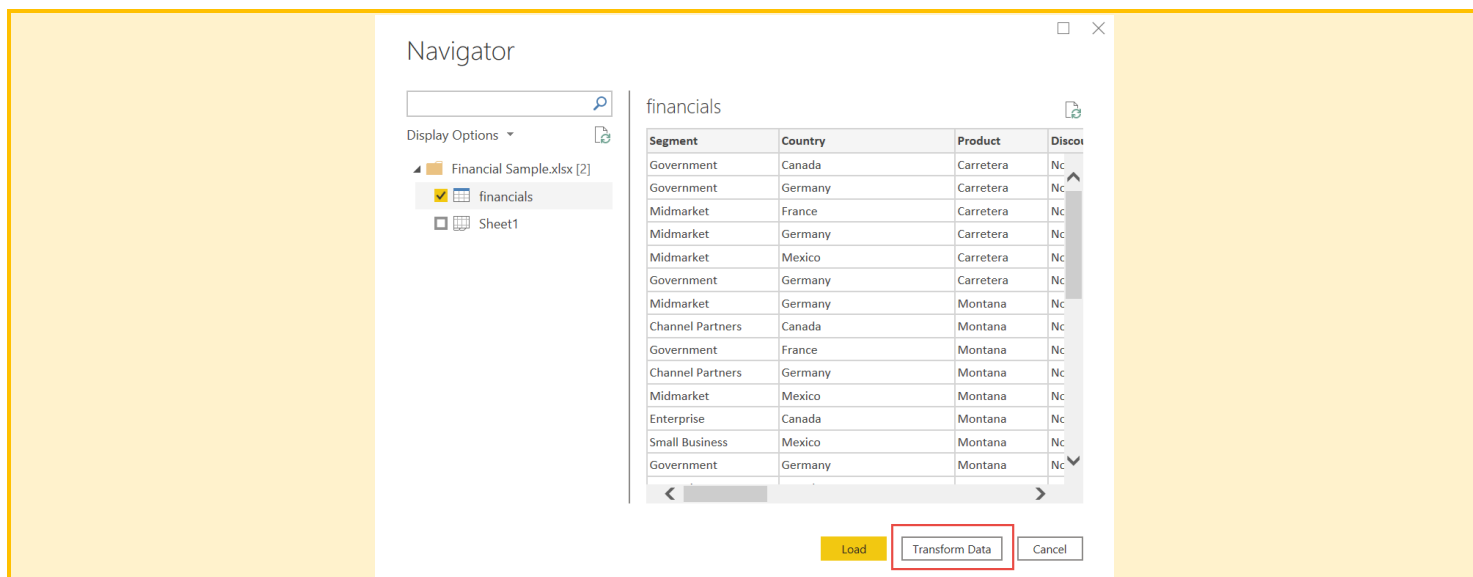 Navigator
Display Options
Financial Sample.xlsx [2]
financials
Sheet1
financials
Segment Country Product
Government Canada Carretera
Government Germany Carretera
Midmarket France Carretera
Midmarket Germany Carretera
Midmarket Mexico Carretera
Government Germany Carretera
Midmarket Germany Montana
Channel Partners Canada Montana
Government France Montana
Channel Partners Germany Montana
Midmarket Mexico Montana
Enterprise Canada Montana
Small Business Mexico Montana
Government Germany Montana
Load Transform Data Cancel